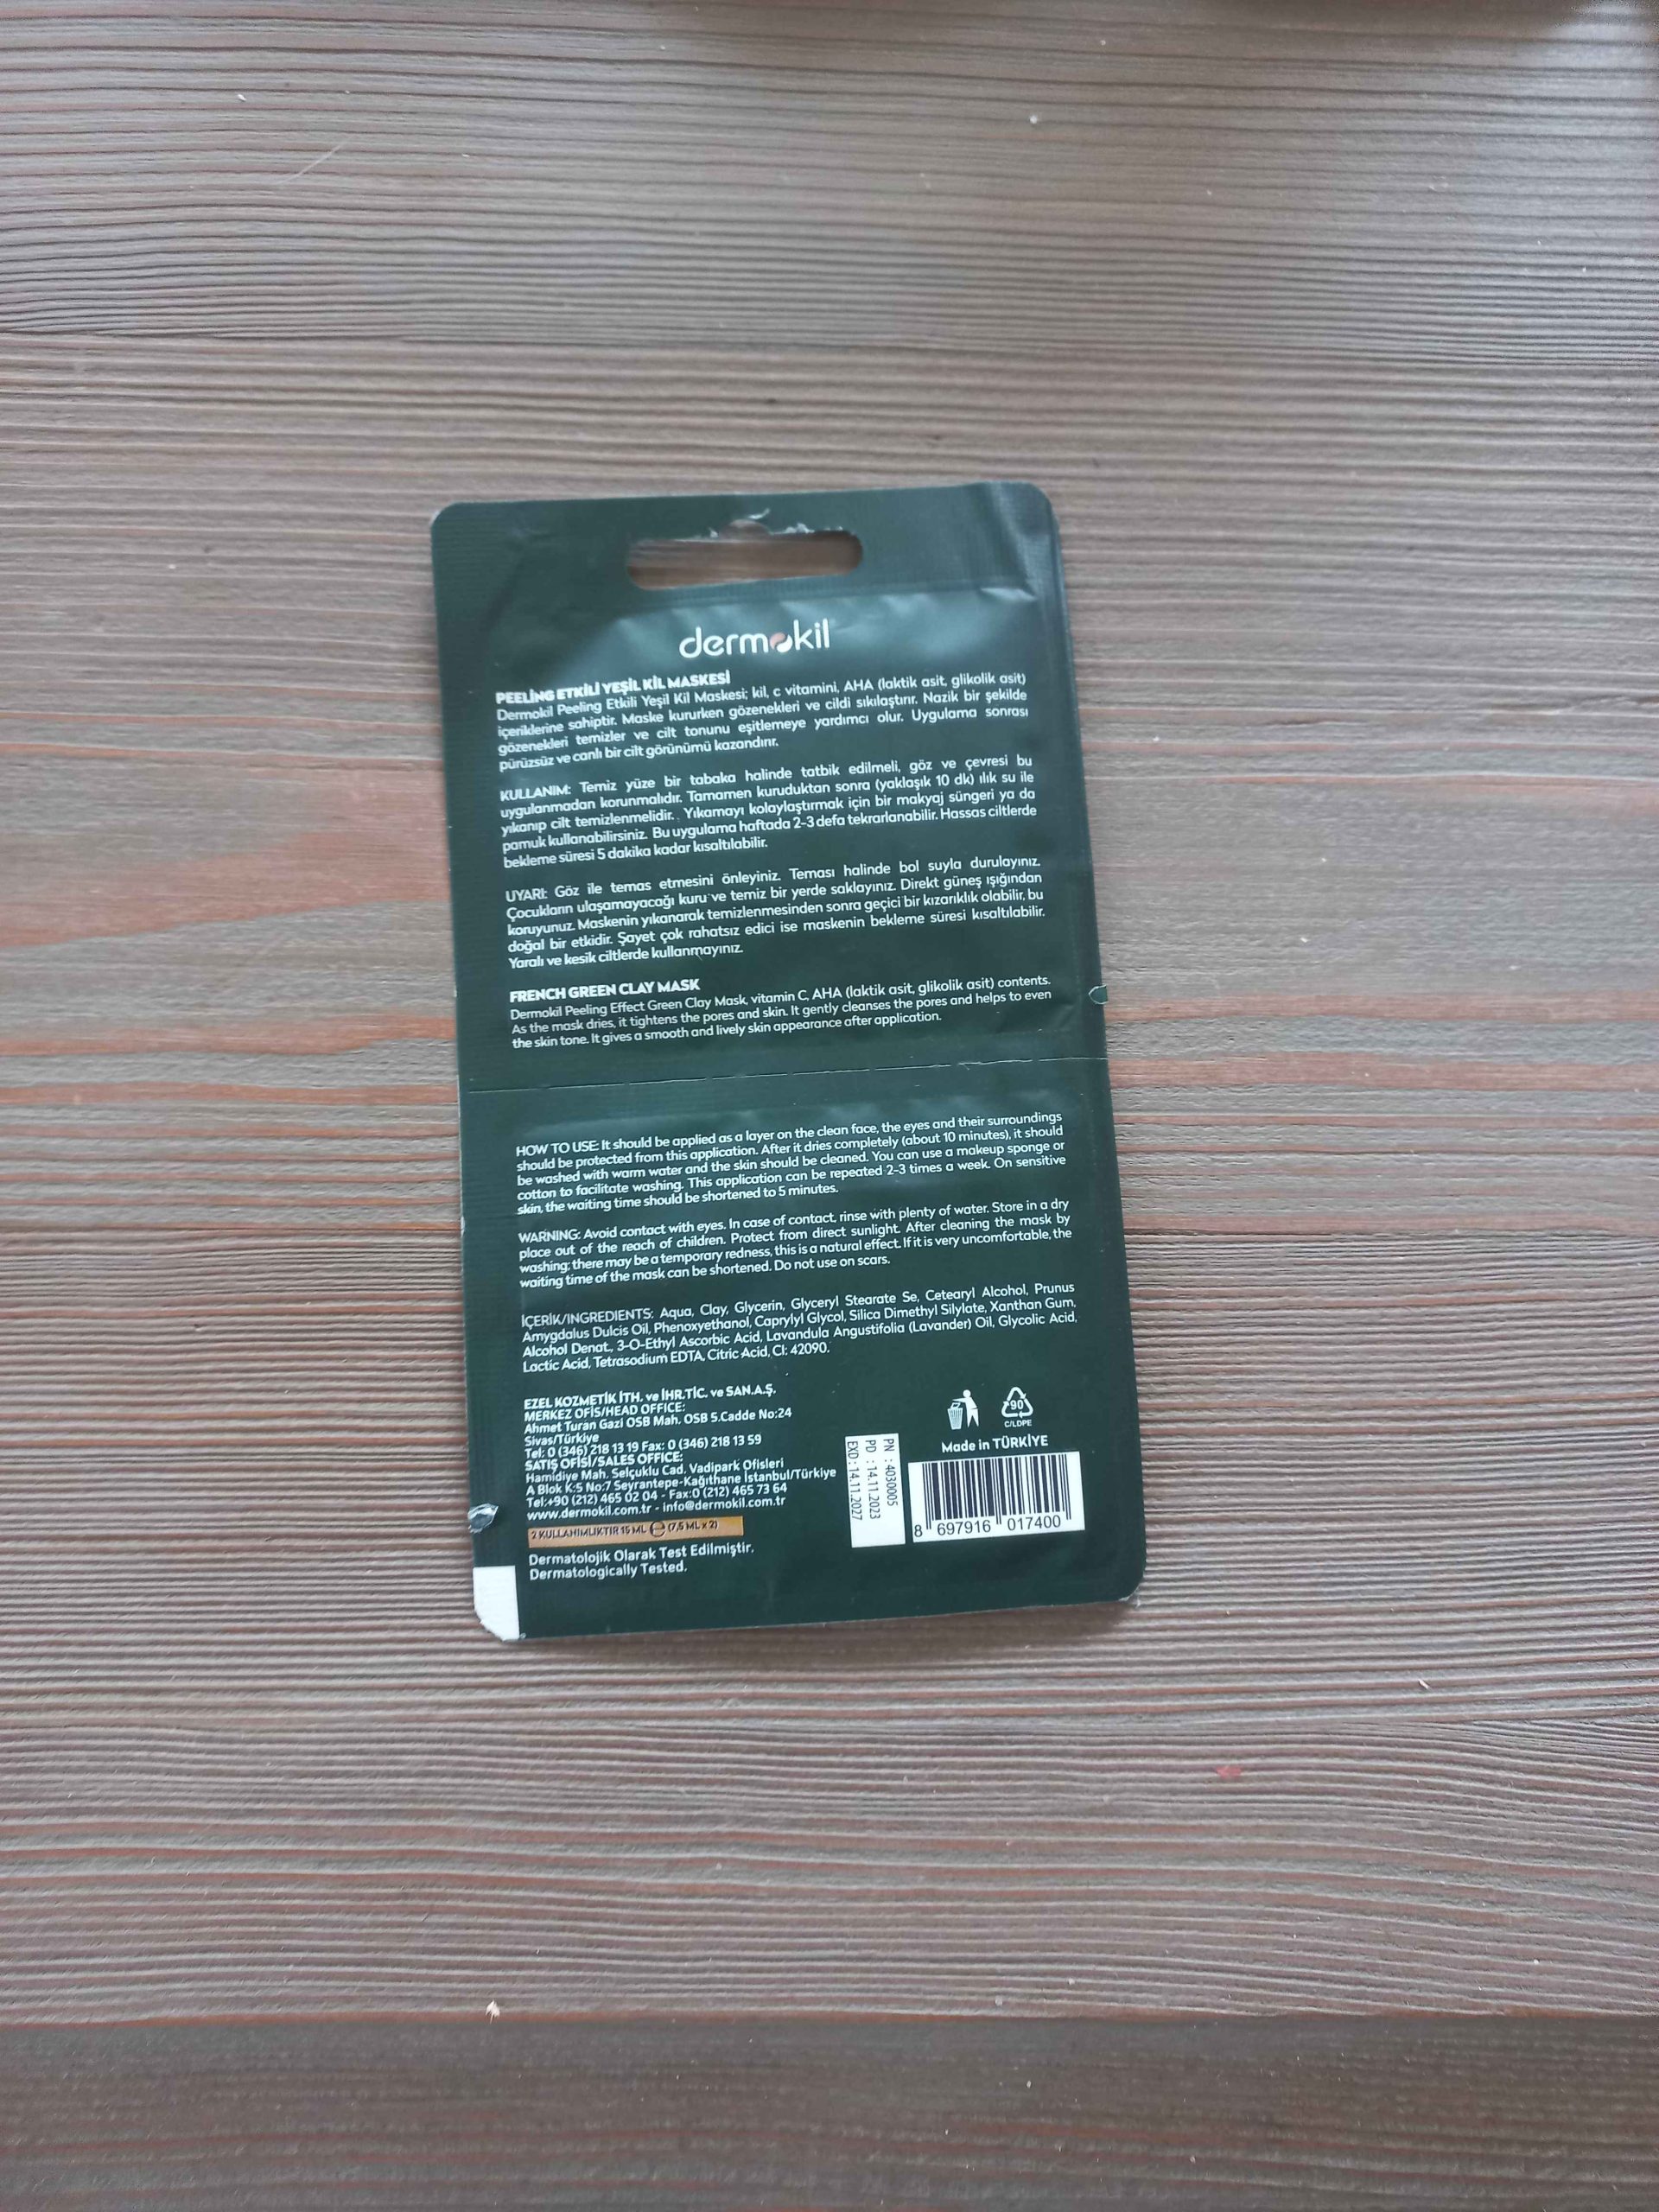 dermokil
PEELİNG ETKİLİ YEŞİL KİL MASKESİ
Dermokil Peeling Etkili Yeşil Kil Maskesi; kil, c vitamini, AHA (laktik asit, glikolik asit)
içeriklerine sahiptir. Maske kururken gözenekleri ve cildi sıkılaştırır. Nazik bir şekilde
gözenekleri temizler ve cilt tonunu eşitlemeye yardımcı olur. Uygulama sonrası
pürüzsüz ve canlı bir cilt görünümü kazandırır.
KULLANIM: Temiz yüze bir tabaka halinde tatbik edilmeli, göz ve çevresi bu
uygulanmadan korunmalıdır. Tamamen kuruduktan sonra (yaklaşık 10 dk) ılık su ile
yıkanıp cilt temizlenmelidir. Yıkamayı kolaylaştırmak için bir makyaj süngeri ya da
pamuk kullanabilirsiniz. Bu uygulama haftada 2-3 defa tekrarlanabilir. Hassas ciltlerde
bekleme süresi 5 dakika kadar kısaltılabilir.
UYARI: Göz ile temas etmesini önleyiniz. Teması halinde bol suyla durulayınız.
Çocukların ulaşamayacağı kuru ve temiz bir yerde saklayınız. Direkt güneş ışığından
koruyunuz. Maskenin yıkanarak temizlenmesinden sonra geçici bir kızarıklık olabilir, bu
doğal bir etkidir. Şayet çok rahatsız edici ise maskenin bekleme süresi kısaltılabilir.
Yaralı ve kesik ciltlerde kullanmayınız.
FRENCH GREEN CLAY MASK
Dermokil Peeling Effect Green Clay Mask, vitamin C, AHA (laktik asit, glikolik asit) contents.
As the mask dries, it tightens the pores and skin. It gently cleanses the pores and helps to even
the skin tone. It gives a smooth and lively skin appearance after application.
HOW TO USE: It should be applied as a layer on the clean face, the eyes and their surroundings
should be protected from this application. After it dries completely (about 10 minutes), it should
be washed with warm water and the skin should be cleaned. You can use a makeup sponge or
cotton to facilitate washing. This application can be repeated 2-3 times a week. On sensitive
skin, the waiting time should be shortened to 5 minutes.
WARNING: Avoid contact with eyes. In case of contact, rinse with plenty of water. Store in a dry
place out of the reach of children. Protect from direct sunlight. After cleaning the mask by
washing; there may be a temporary redness, this is a natural effect. If it is very uncomfortable, the
waiting time of the mask can be shortened. Do not use on scars.
İÇERİK/INGREDIENTS: Aqua, Clay, Glycerin, Glyceryl Stearate Se, Cetearyl Alcohol, Prunus
Amygdalus Dulcis Oil, Phenoxyethanol, Caprylyl Glycol, Silica Dimethyl Silylate, Xanthan Gum,
Alcohol Denat., 3-O-Ethyl Ascorbic Acid, Lavandula Angustifolia (Lavander) Oil, Glycolic Acid,
Lactic Acid, Tetrasodium EDTA, Citric Acid, CI: 42090.
EZEL KOZMETİK İTH. ve İHR.TİC. ve SAN.A.Ş.
MERKEZ OFİS/HEAD OFFICE:
Ahmet Turan Gazi OSB Mah. OSB 5.Cadde No:24
Sivas/Türkiye
Tel: 0 (346) 218 13 19 Fax: 0 (346) 218 13 59
SATIŞ OFİSİ/SALES OFFICE:
Hamidiye Mah. Selçuklu Cad. Vadipark Ofisleri
A Blok K:5 No:7 Seyrantepe-Kağıthane İstanbul/Türkiye
Tel:+90 (212) 465 02 04 - Fax:0 (212) 465 73 64
www.dermokil.com.tr - info@dermokil.com.tr
2 KULLANIMLIKTIR 15 ML e (7,5 ML x 2)
Dermatolojik Olarak Test Edilmiştir.
Dermatologically Tested.
PN : 4030005
PD : 14.11.2023
EXD : 14.11.2027
90
C/LDPE
Made in TÜRKİYE
8 697916 017400